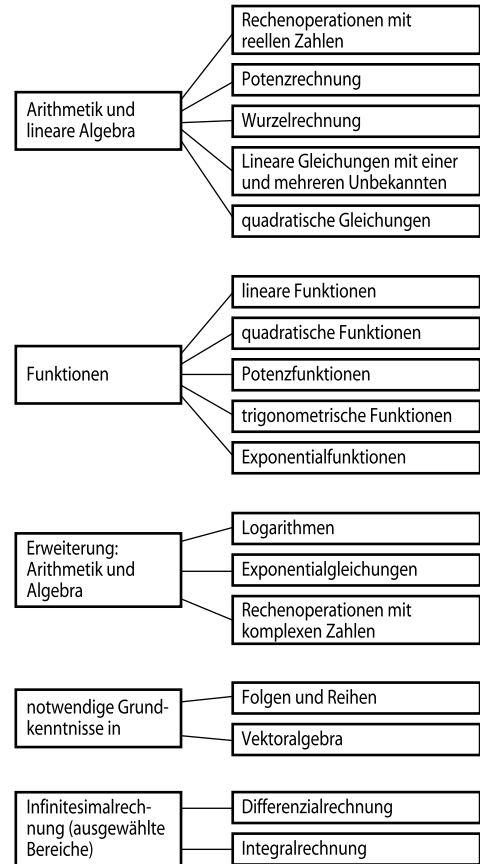 Arithmetik und
lineare Algebra
Rechenoperationen mit
reellen Zahlen
Potenzrechnung
Wurzelrechnung
Lineare Gleichungen mit einer
und mehreren Unbekannten
quadratische Gleichungen
Funktionen
lineare Funktionen
quadratische Funktionen
Potenzfunktionen
trigonometrische Funktionen
Exponentialfunktionen
Erweiterung:
Arithmetik und
Algebra
Logarithmen
Exponentialgleichungen
Rechenoperationen mit
komplexen Zahlen
notwendige Grund-
kenntnisse in
Folgen und Reihen
Vektoralgebra
Infinitesimalrech-
nung (ausgewählte
Bereiche)
Differenzialrechnung
Integralrechnung